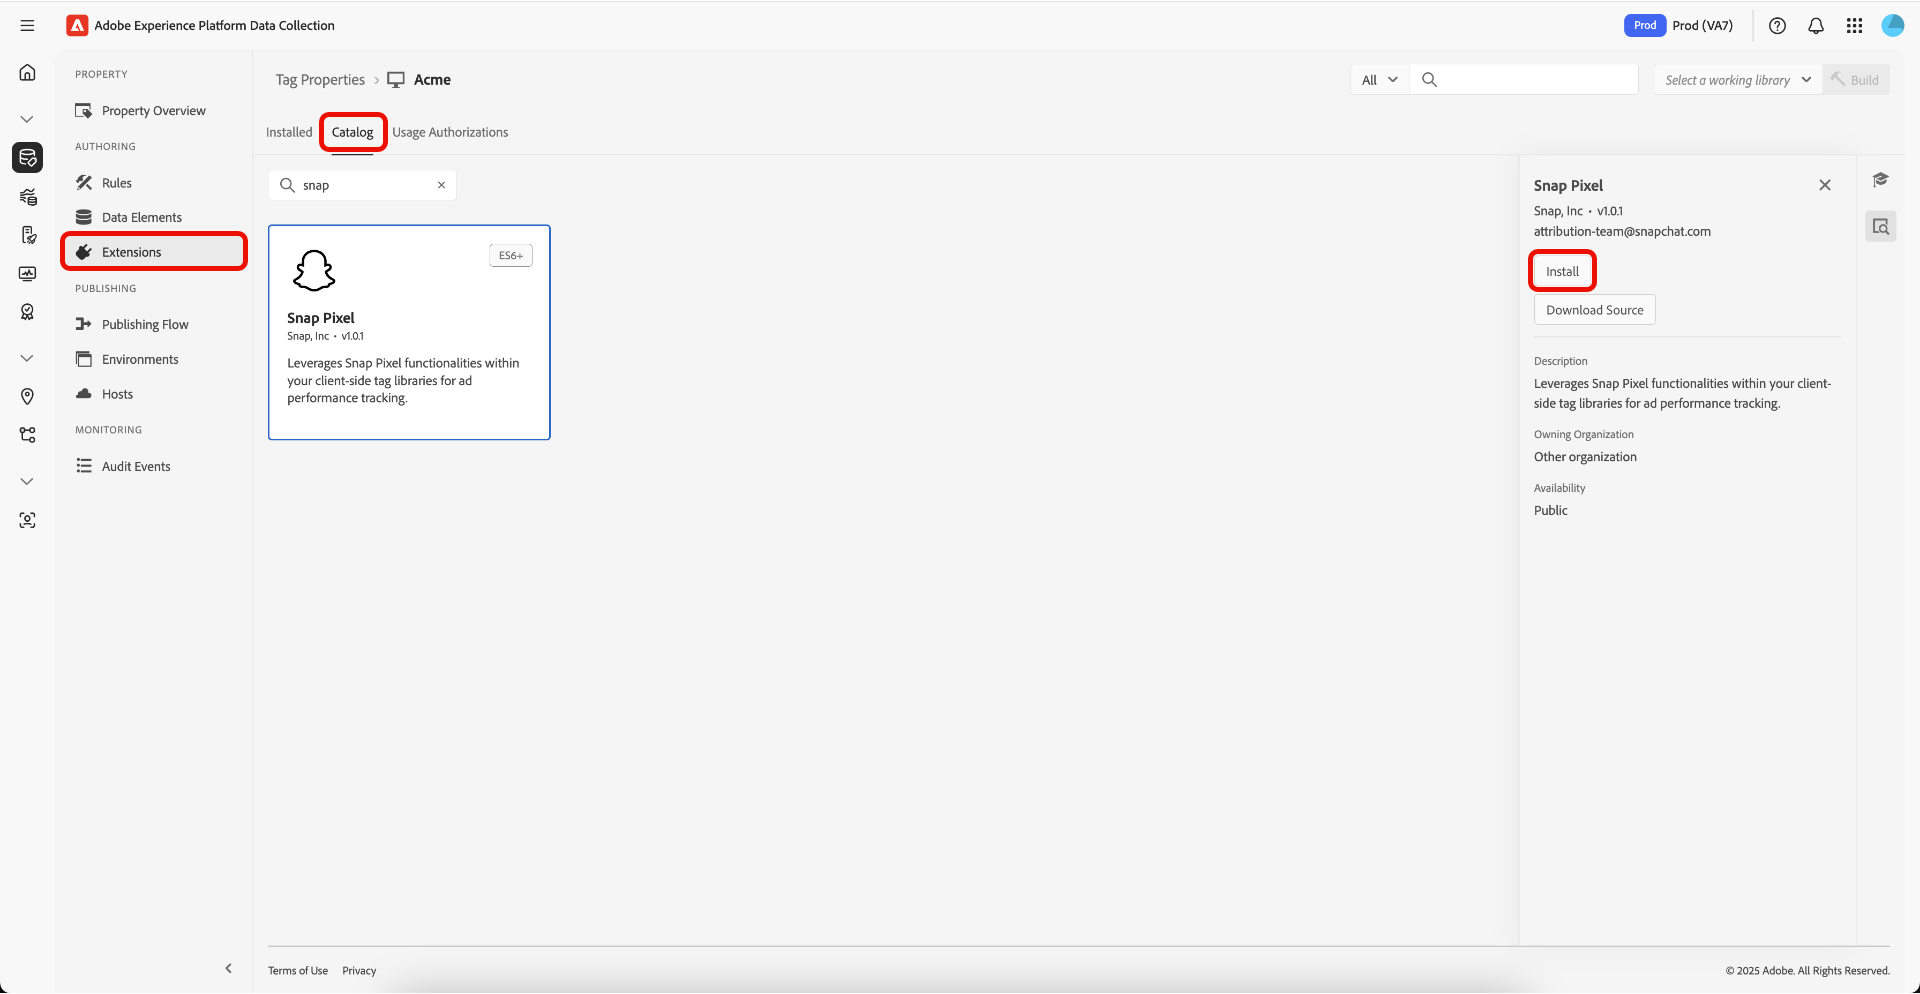 Adobe Experience Platform Data Collection
Prod
Prod (VA7)
PROPERTY
Property Overview
AUTHORING
Rules
Data Elements
Extensions
PUBLISHING
Publishing Flow
Environments
Hosts
MONITORING
Audit Events
Tag Properties
Acme
All
Select a working library
Build
Installed
Catalog
Usage Authorizations
snap
ES6+
Snap Pixel
Snap, Inc • v1.0.1
Leverages Snap Pixel functionalities within
your client-side tag libraries for ad
performance tracking.
Snap Pixel
Snap, Inc • v1.0.1
attribution-team@snapchat.com
Install
Download Source
Description
Leverages Snap Pixel functionalities within your client-
side tag libraries for ad performance tracking.
Owning Organization
Other organization
Availability
Public
Terms of Use
Privacy
© 2025 Adobe. All Rights Reserved.